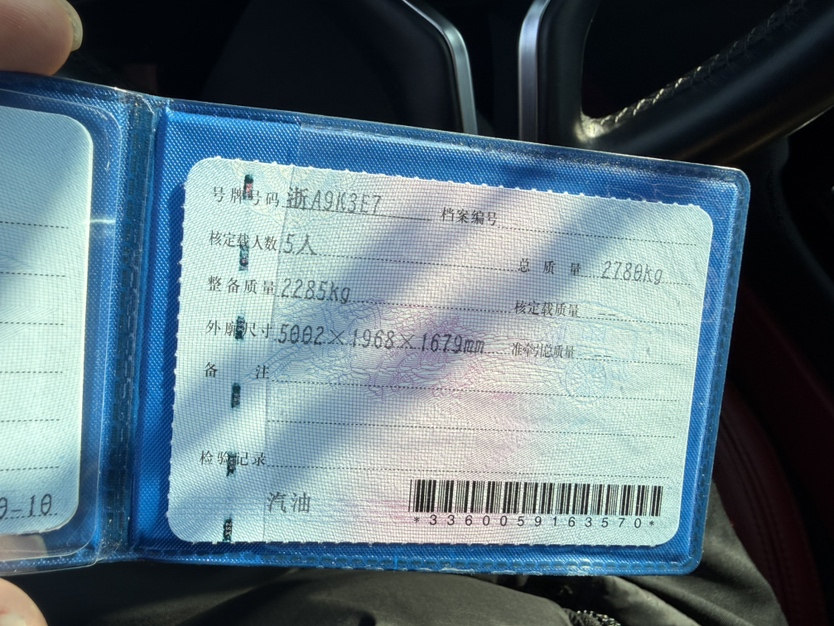 号牌号码 浙A9K3E7 档案编号
核定载人数 5人 总质量 2780kg
整备质量 2285kg 核定载质量 --
外廓尺寸 5002×1968×1679mm 准牵引总质量 --
备注
检验记录
汽油
*3360059163570*
0-10